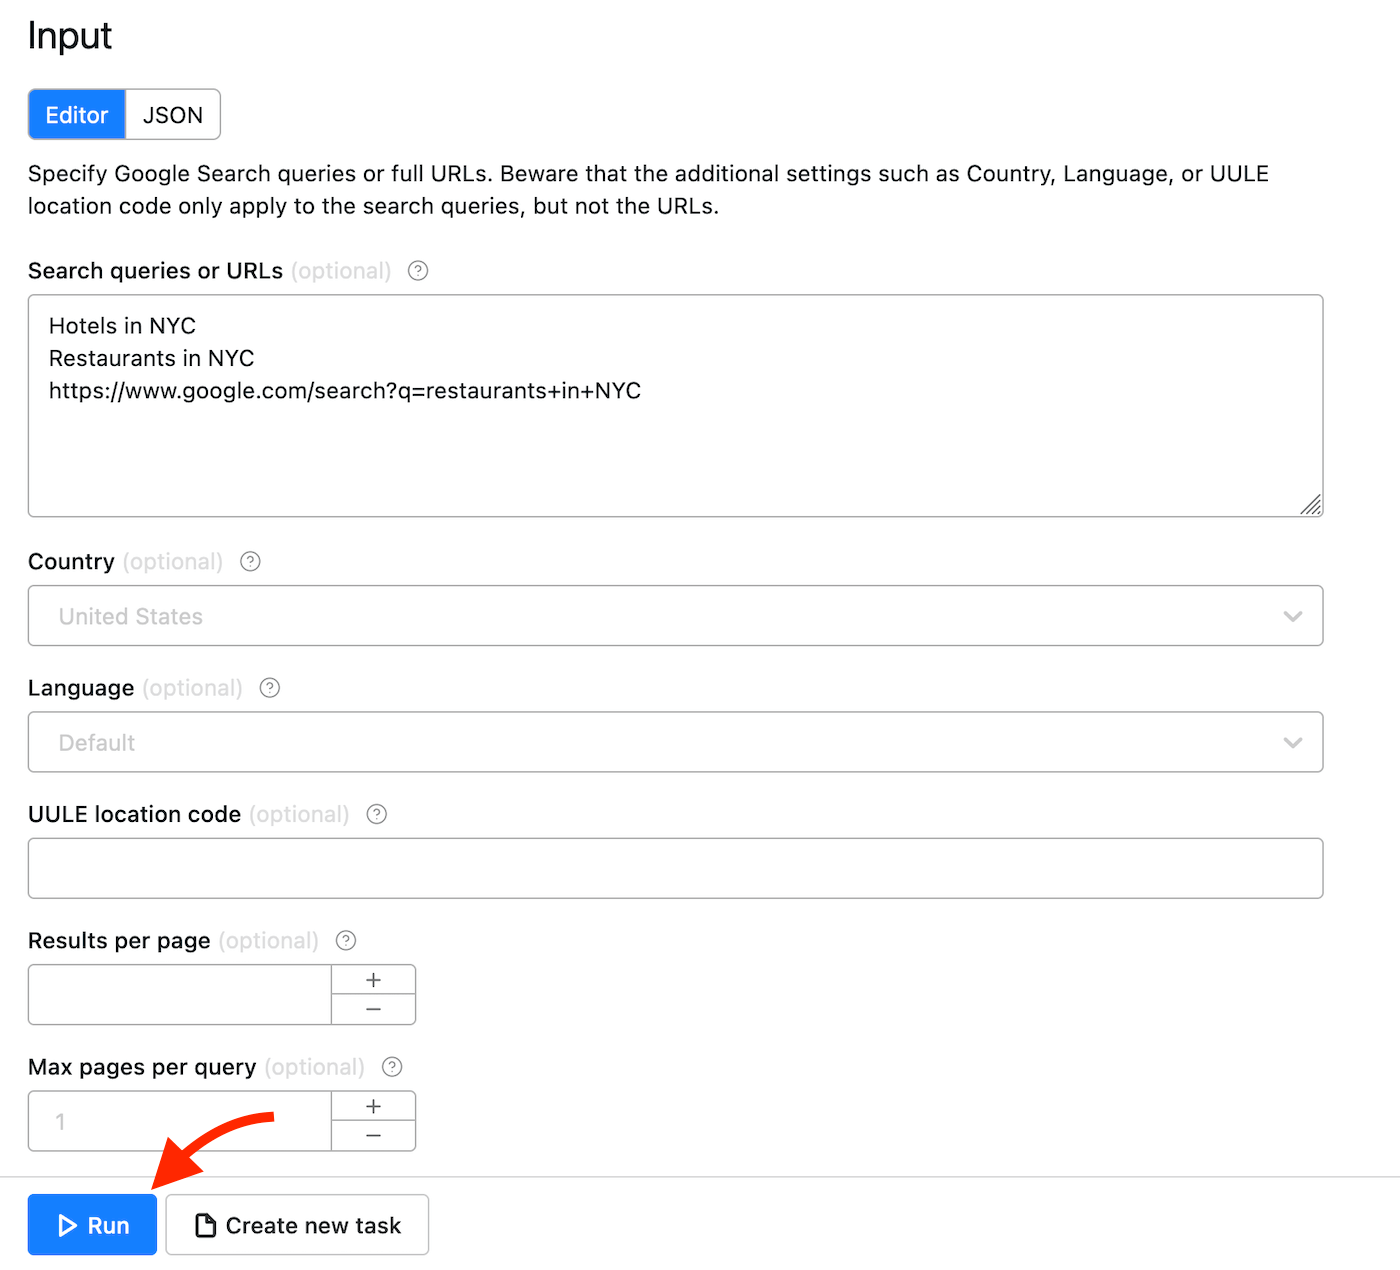 Input
Editor JSON
Specify Google Search queries or full URLs. Beware that the additional settings such as Country, Language, or UULE
location code only apply to the search queries, but not the URLs.
Search queries or URLs (optional) ?
Hotels in NYC
Restaurants in NYC
https://www.google.com/search?q=restaurants+in+NYC
Country (optional) ?
United States
Language (optional) ?
Default
UULE location code (optional) ?
Results per page (optional) ?
+
−
Max pages per query (optional) ?
1 +
−
Run Create new task